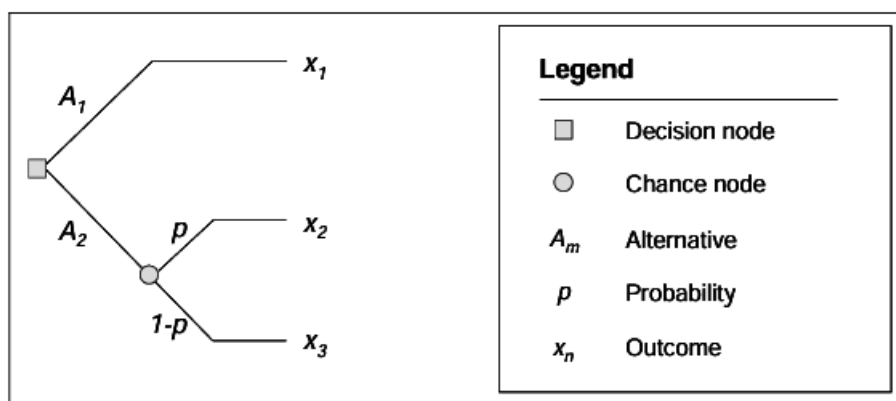 A₁
x₁
A₂
p
x₂
1-p
x₃
Legend
Decision node
Chance node
Aₘ Alternative
p Probability
xₙ Outcome